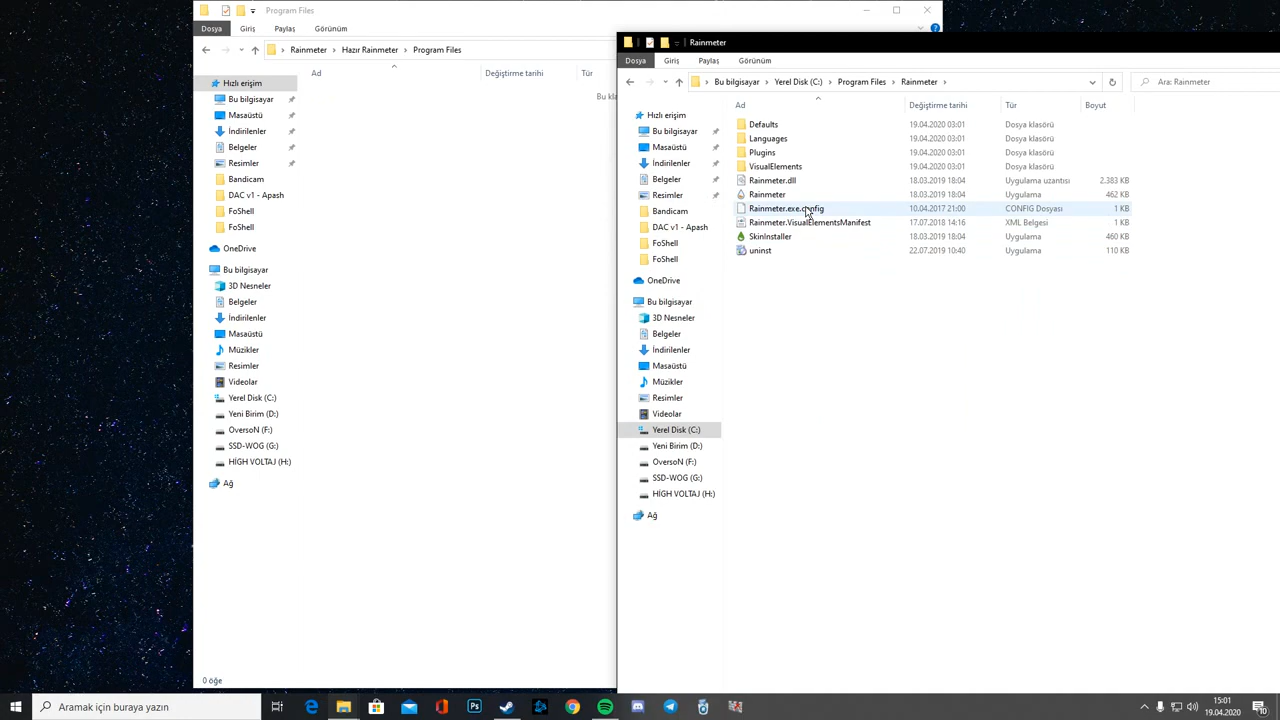 Program Files
Dosya
Giriş
Paylaş
Görünüm
Rainmeter
Hazır Rainmeter
Program Files
Ad
Değiştirme tarihi
Tür
Bu kla
Hızlı erişim
Bu bilgisayar
Masaüstü
İndirilenler
Belgeler
Resimler
Bandicam
DAC v1 - Apash
FoShell
FoShell
OneDrive
Bu bilgisayar
3D Nesneler
Belgeler
İndirilenler
Masaüstü
Müzikler
Resimler
Videolar
Yerel Disk (C:)
Yeni Birim (D:)
OversoN (F:)
SSD-WOG (G:)
HİGH VOLTAJ (H:)
Ağ
0 öğe
Rainmeter
Dosya
Giriş
Paylaş
Görünüm
Bu bilgisayar
Yerel Disk (C:)
Program Files
Rainmeter
Ara: Rainmeter
Ad
Değiştirme tarihi
Tür
Boyut
Hızlı erişim
Bu bilgisayar
Masaüstü
İndirilenler
Belgeler
Resimler
Bandicam
DAC v1 - Apash
FoShell
FoShell
OneDrive
Bu bilgisayar
3D Nesneler
Belgeler
İndirilenler
Masaüstü
Müzikler
Resimler
Videolar
Yerel Disk (C:)
Yeni Birim (D:)
OversoN (F:)
SSD-WOG (G:)
HİGH VOLTAJ (H:)
Ağ
Defaults 19.04.2020 03:01 Dosya klasörü
Languages 19.04.2020 03:01 Dosya klasörü
Plugins 19.04.2020 03:01 Dosya klasörü
VisualElements 19.04.2020 03:01 Dosya klasörü
Rainmeter.dll 18.03.2019 18:04 Uygulama uzantısı 2.383 KB
Rainmeter 18.03.2019 18:04 Uygulama 462 KB
Rainmeter.exe.config 10.04.2017 21:00 CONFIG Dosyası 1 KB
Rainmeter.VisualElementsManifest 17.07.2018 14:16 XML Belgesi 1 KB
SkinInstaller 18.03.2019 18:04 Uygulama 460 KB
uninst 22.07.2019 10:40 Uygulama 110 KB
Aramak için buraya yazın
15:01
19.04.2020